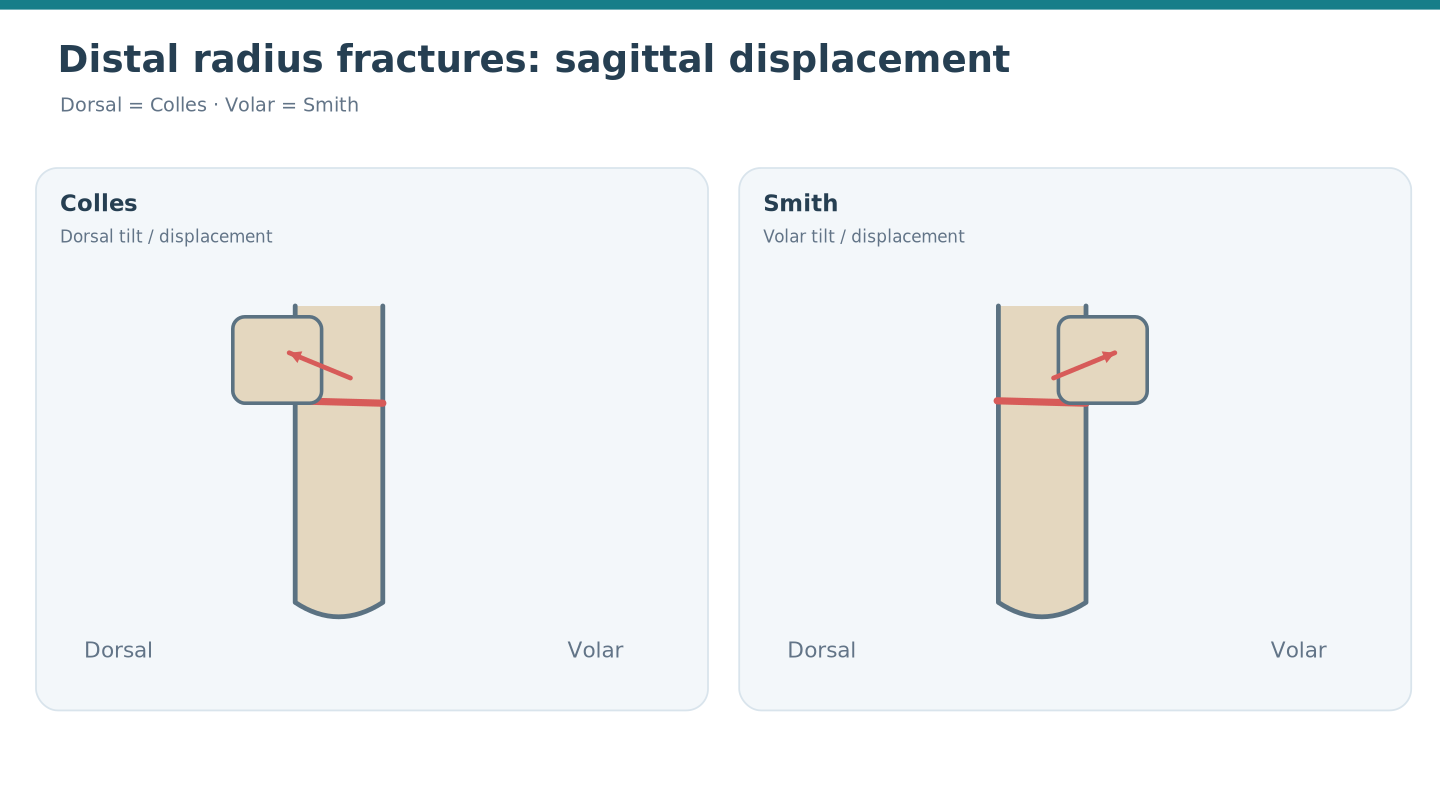 Distal radius fractures: sagittal displacement
Dorsal = Colles · Volar = Smith
Colles
Dorsal tilt / displacement
Dorsal
Volar
Smith
Volar tilt / displacement
Dorsal
Volar